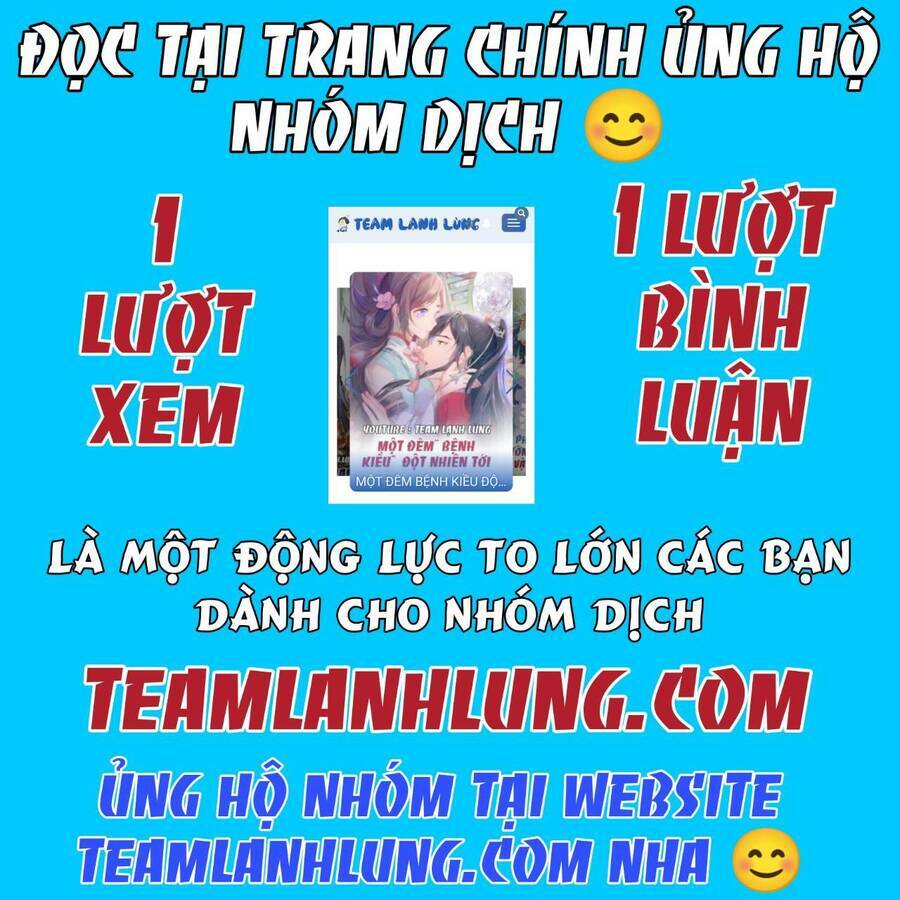 ĐỌC TẠI TRANG CHÍNH ỦNG HỘ
NHÓM DỊCH 😊
1
LƯỢT
XEM
TEAM LANH LÙNG
YOUTUBE : TEAM LANH LUNG
MỘT ĐÊM" BỆNH
KIỀU" ĐỘT NHIÊN TỚI
MỘT ĐÊM BỆNH KIỀU ĐỘ...
1 LƯỢT
BÌNH
LUẬN
LÀ MỘT ĐỘNG LỰC TO LỚN CÁC BẠN
DÀNH CHO NHÓM DỊCH
TEAMLANHLUNG.COM
ỦNG HỘ NHÓM TẠI WEBSITE
TEAMLANHLUNG.COM NHA 😊